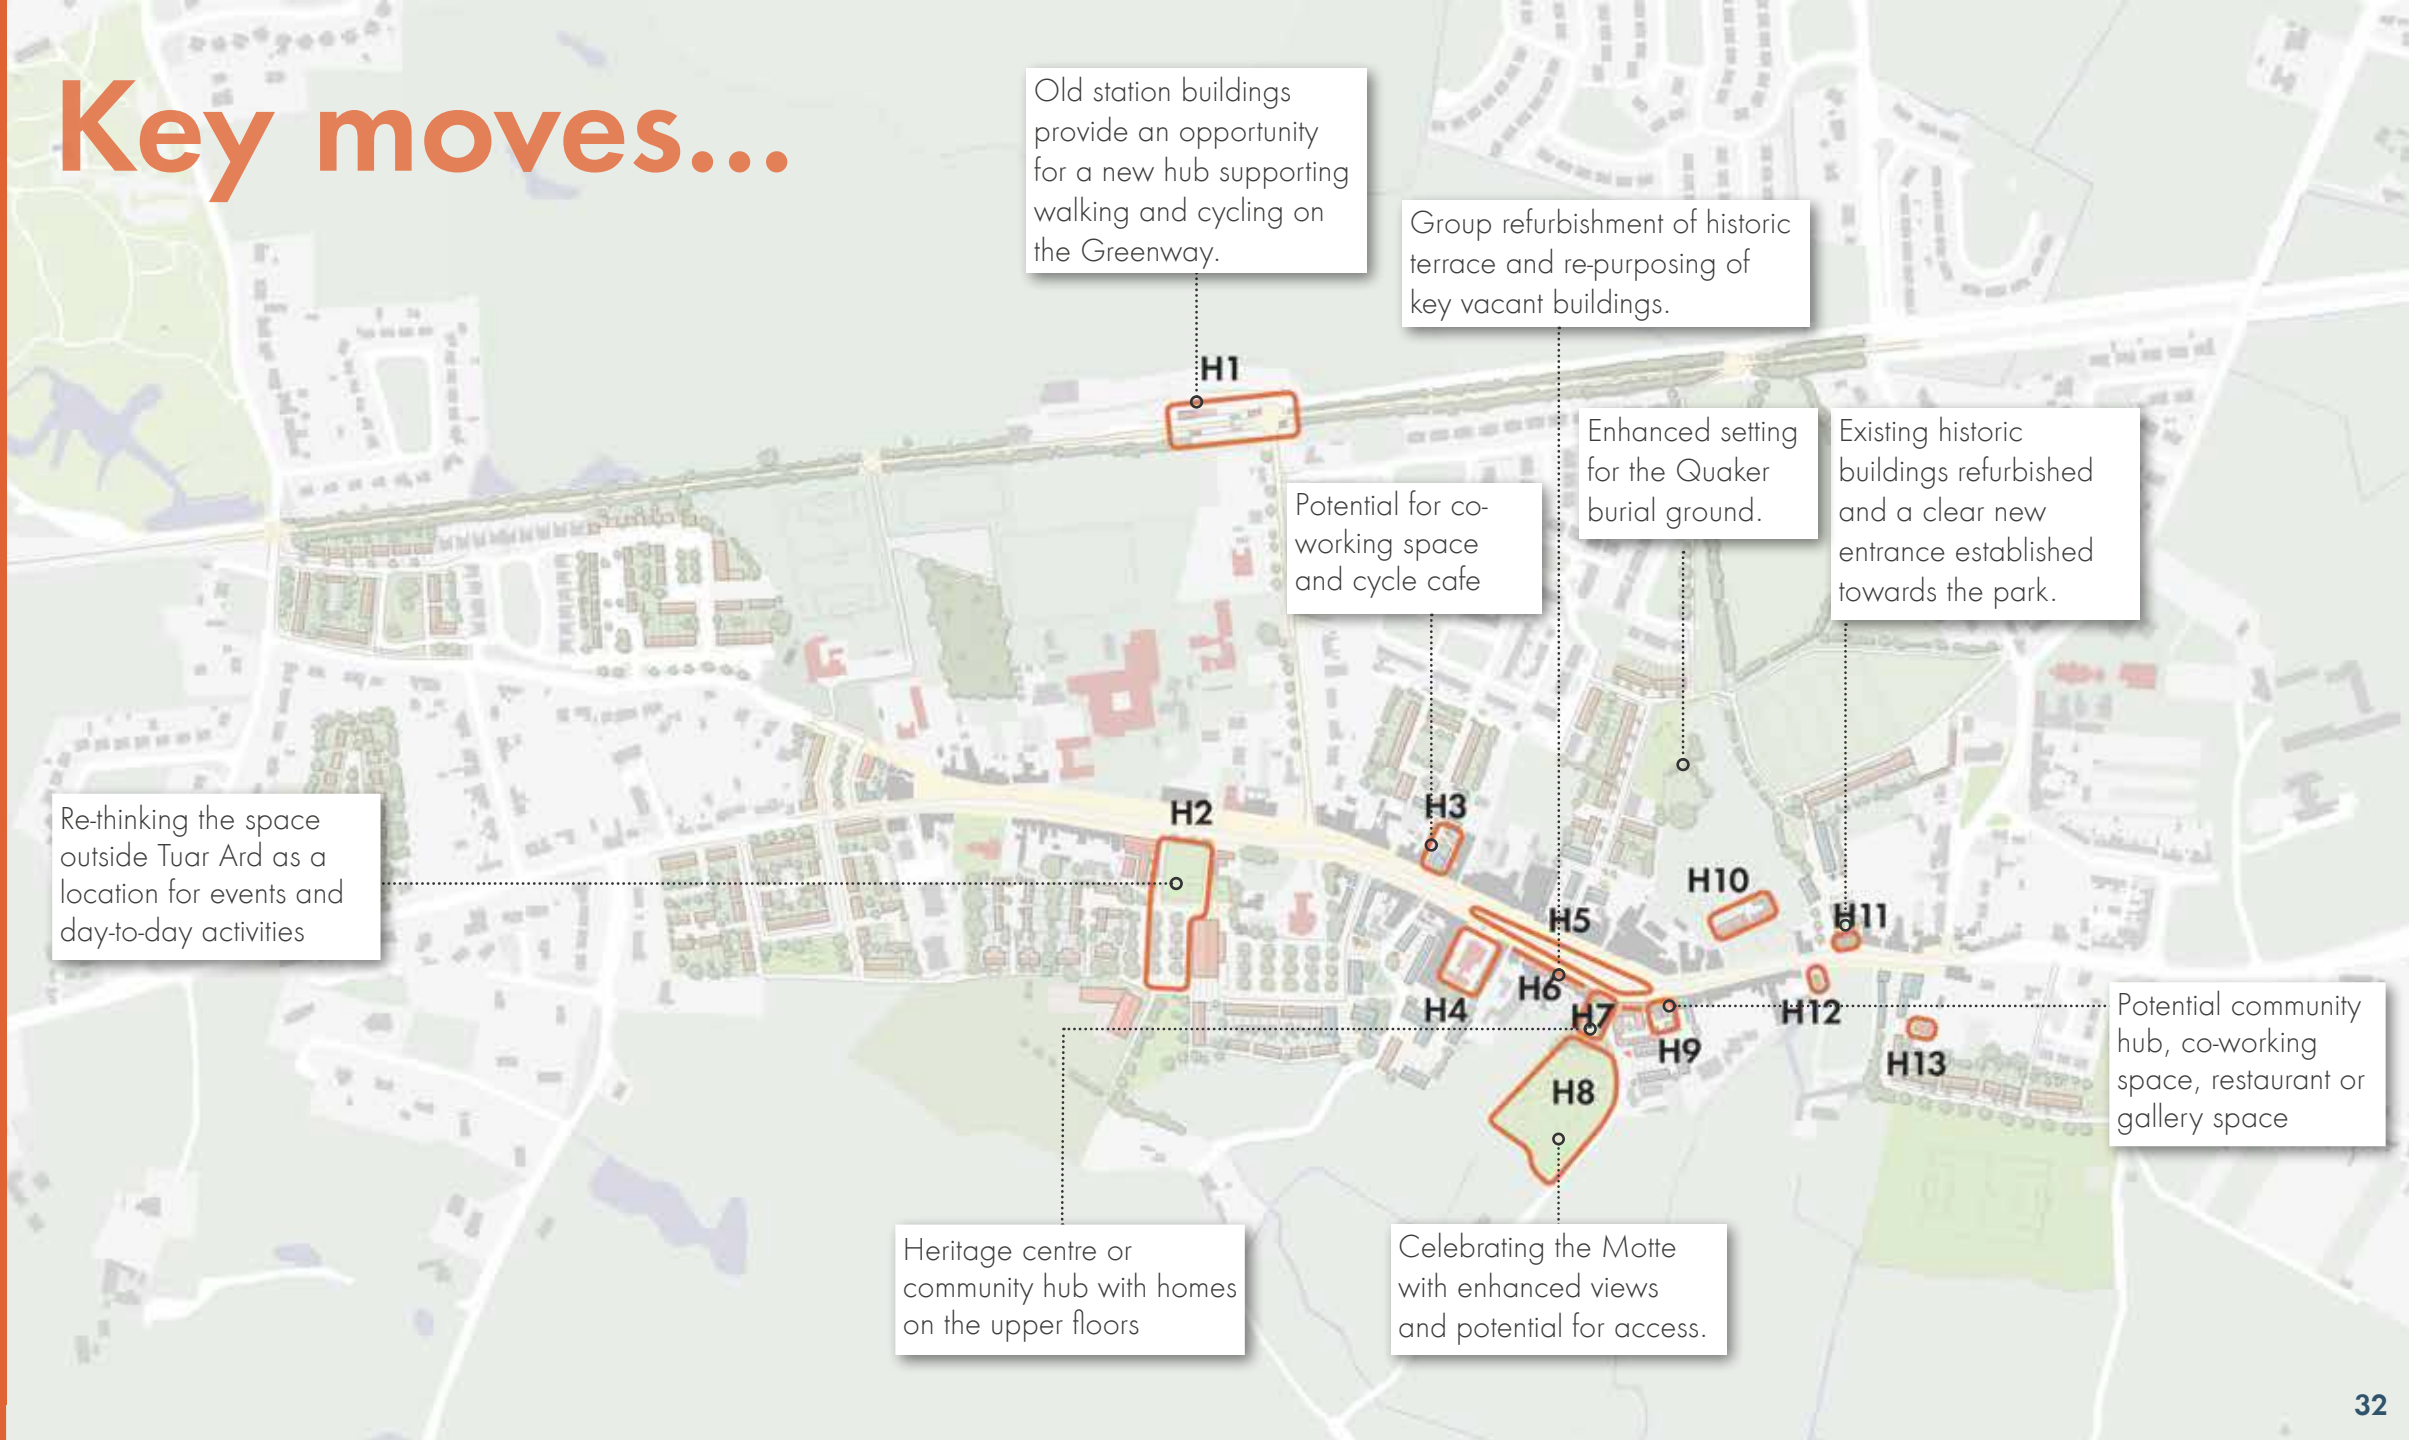 Key moves...
Old station buildings
provide an opportunity
for a new hub supporting
walking and cycling on
the Greenway.
Group refurbishment of historic
terrace and re-purposing of
key vacant buildings.
H1
Enhanced setting
for the Quaker
burial ground.
Existing historic
buildings refurbished
and a clear new
entrance established
towards the park.
Potential for co-
working space
and cycle cafe
Re-thinking the space
outside Tuar Ard as a
location for events and
day-to-day activities
H2
H3
H10
H11
H5
H6
H4
H7
H12
H9
H13
H8
Potential community
hub, co-working
space, restaurant or
gallery space
Heritage centre or
community hub with homes
on the upper floors
Celebrating the Motte
with enhanced views
and potential for access.
32